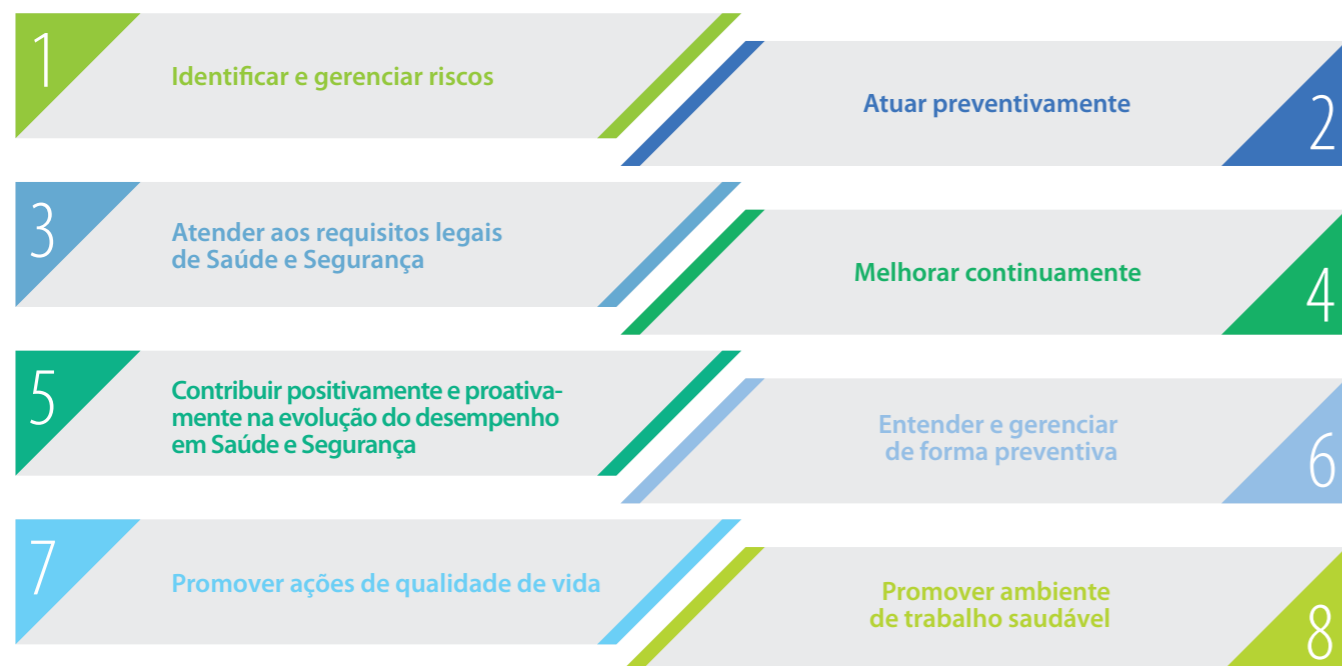 1
Identificar e gerenciar riscos
2
Atuar preventivamente
3
Atender aos requisitos legais
de Saúde e Segurança
4
Melhorar continuamente
5
Contribuir positivamente e proativa-
mente na evolução do desempenho
em Saúde e Segurança
6
Entender e gerenciar
de forma preventiva
7
Promover ações de qualidade de vida
8
Promover ambiente
de trabalho saudável